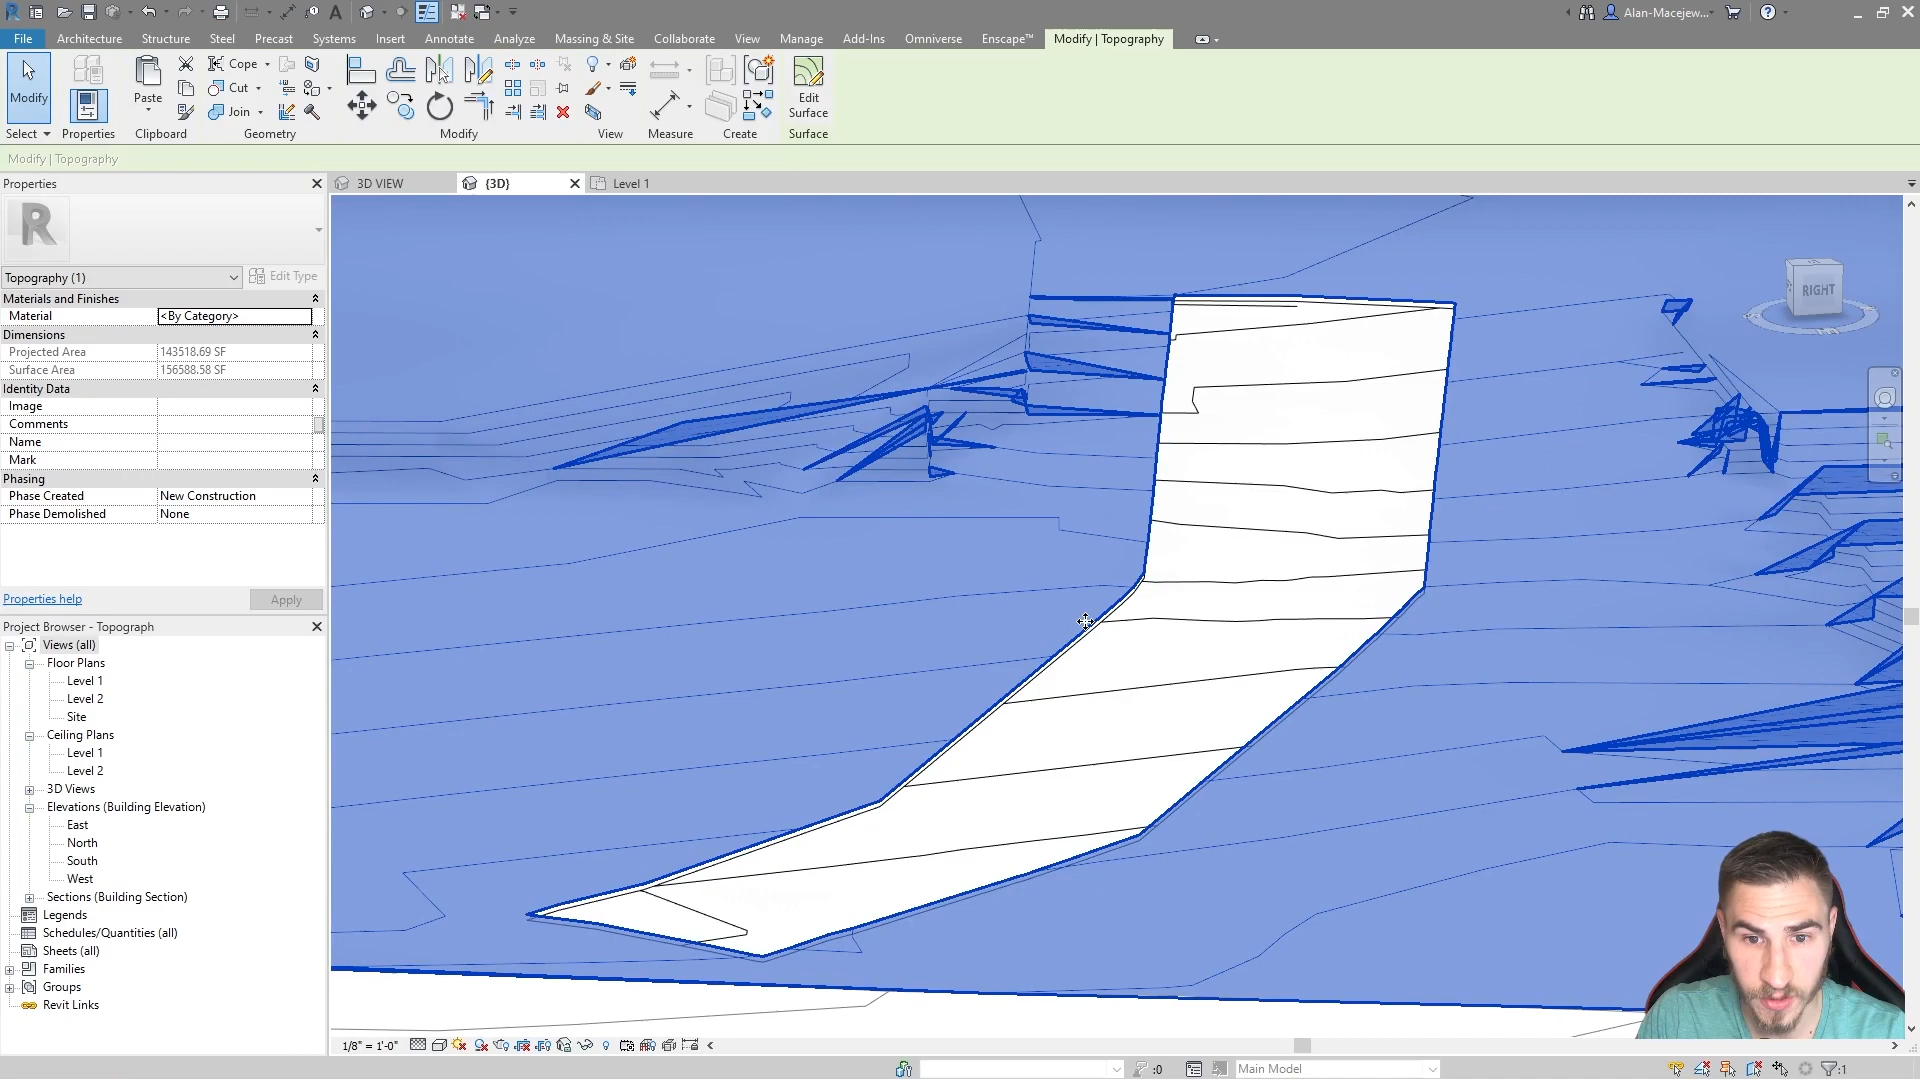 Alan-Macejew...
File
Architecture
Structure
Steel
Precast
Systems
Insert
Annotate
Analyze
Massing & Site
Collaborate
View
Manage
Add-Ins
Omniverse
Enscape™
Modify | Topography
Modify
Paste
Cope
Cut
Join
Edit
Surface
Select
Properties
Clipboard
Geometry
Modify
View
Measure
Create
Surface
Modify | Topography
Properties
3D VIEW
{3D}
Level 1
Topography (1)
Edit Type
Materials and Finishes
Material
<By Category>
Dimensions
Projected Area
143518.69 SF
Surface Area
156588.58 SF
Identity Data
Image
Comments
Name
Mark
Phasing
Phase Created
New Construction
Phase Demolished
None
Properties help
Apply
Project Browser - Topograph
Views (all)
Floor Plans
Level 1
Level 2
Site
Ceiling Plans
Level 1
Level 2
3D Views
Elevations (Building Elevation)
East
North
South
West
Sections (Building Section)
Legends
Schedules/Quantities (all)
Sheets (all)
Families
Groups
Revit Links
RIGHT
1/8" = 1'-0"
:0
Main Model
:1